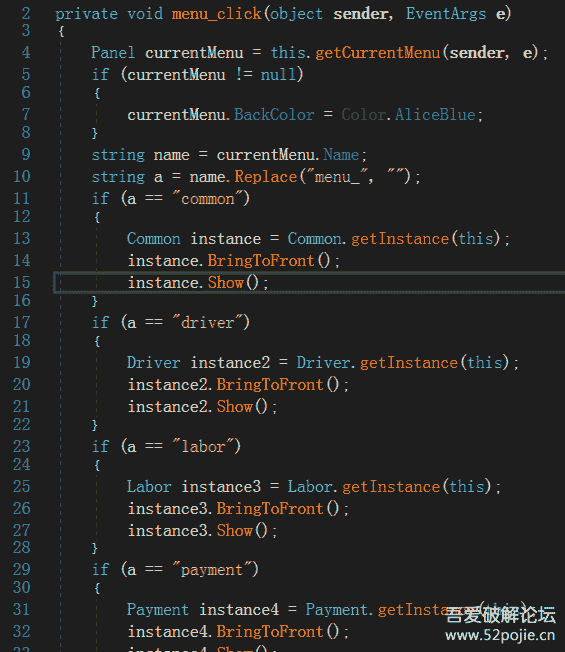 2 private void menu_click(object sender, EventArgs e)
3 {
4 Panel currentMenu = this.getCurrentMenu(sender, e);
5 if (currentMenu != null)
6 {
7 currentMenu.BackColor = Color.AliceBlue;
8 }
9 string name = currentMenu.Name;
10 string a = name.Replace("menu_", "");
11 if (a == "common")
12 {
13 Common instance = Common.getInstance(this);
14 instance.BringToFront();
15 instance.Show();
16 }
17 if (a == "driver")
18 {
19 Driver instance2 = Driver.getInstance(this);
20 instance2.BringToFront();
21 instance2.Show();
22 }
23 if (a == "labor")
24 {
25 Labor instance3 = Labor.getInstance(this);
26 instance3.BringToFront();
27 instance3.Show();
28 }
29 if (a == "payment")
30 {
31 Payment instance4 = Payment.getInstance(this);
吾爱破解论坛
32 instance4.BringToFront();
www.52pojie.cn
33 instance4.Show();